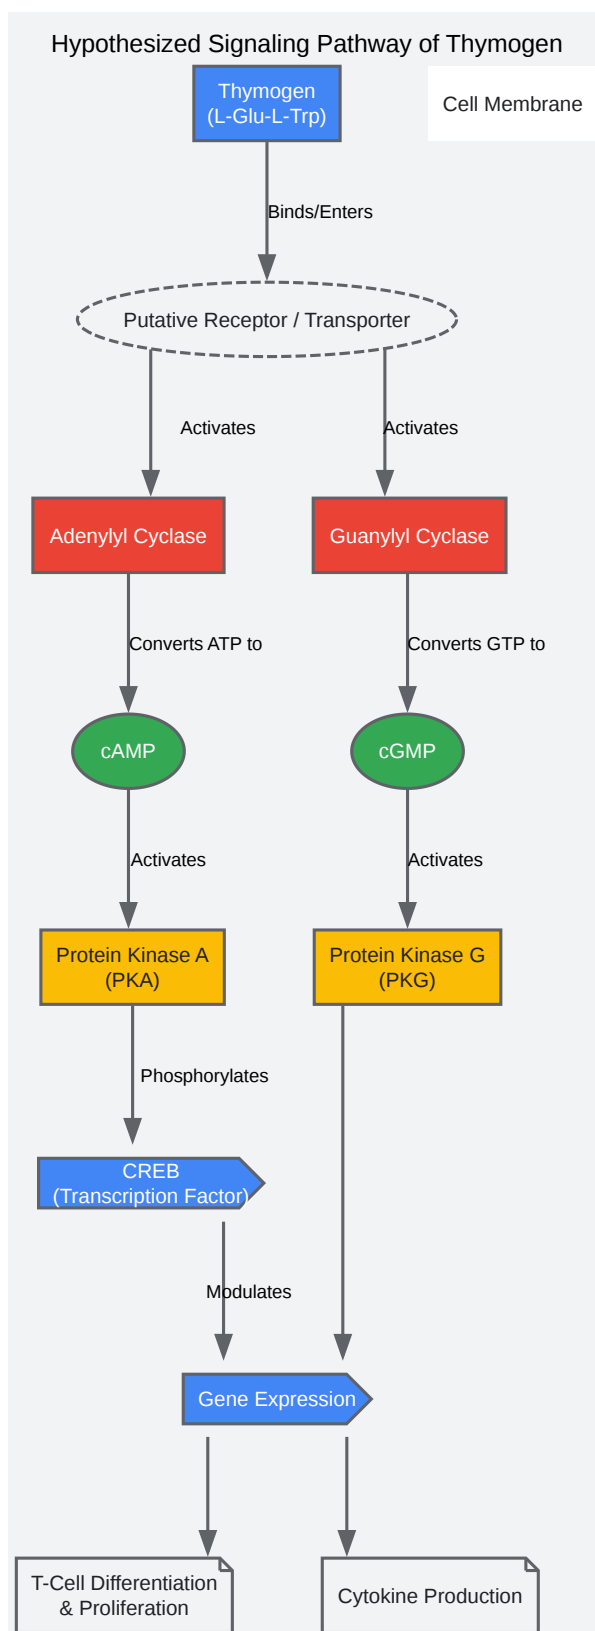 Hypothesized Signaling Pathway of Thymogen
Thymogen
(L-Glu-L-Trp)
Cell Membrane
Binds/Enters
Putative Receptor / Transporter
Activates
Activates
Adenylyl Cyclase
Guanylyl Cyclase
Converts ATP to
Converts GTP to
cAMP
cGMP
Activates
Activates
Protein Kinase A
(PKA)
Protein Kinase G
(PKG)
Phosphorylates
CREB
(Transcription Factor)
Modulates
Gene Expression
T-Cell Differentiation
& Proliferation
Cytokine Production